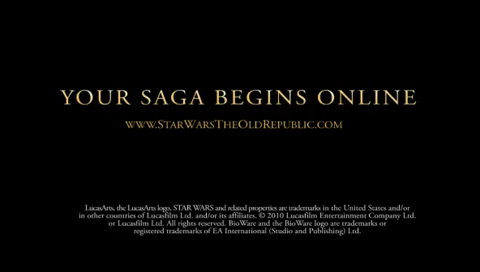 YOUR SAGA BEGINS ONLINE
WWW.STARWARSTHEOLDREPUBLIC.COM
LucasArts, the LucasArts logo, STAR WARS and related properties are trademarks in the United States and/or
in other countries of Lucasfilm Ltd. and/or its affiliates. © 2010 Lucasfilm Entertainment Company Ltd.
or Lucasfilm Ltd. All rights reserved. BioWare and the BioWare logo are trademarks or
registered trademarks of EA International (Studio and Publishing) Ltd.